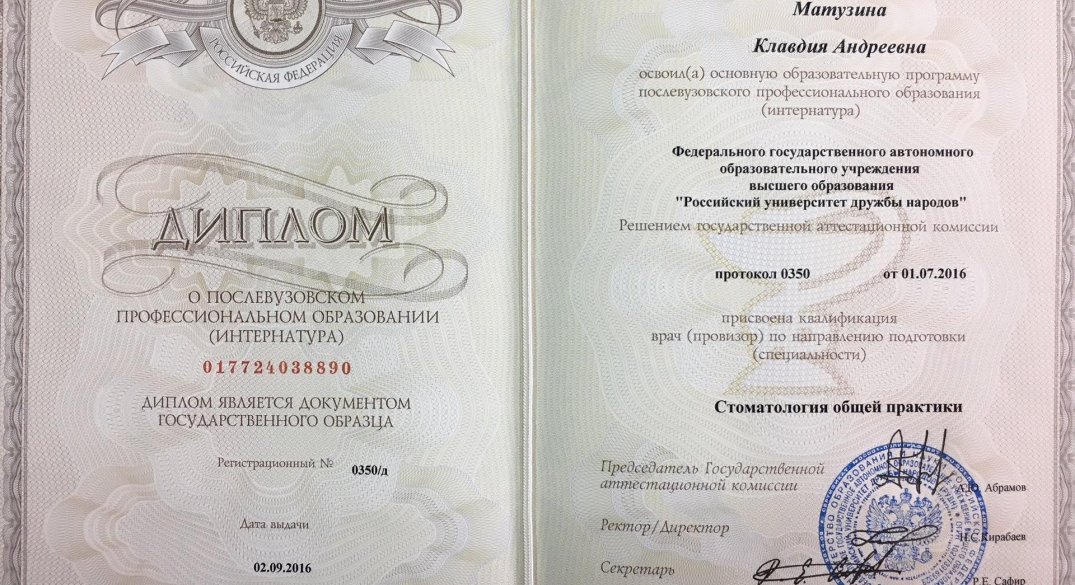 РОССИЙСКАЯ ФЕДЕРАЦИЯ
ДИПЛОМ
О ПОСЛЕВУЗОВСКОМ
ПРОФЕССИОНАЛЬНОМ ОБРАЗОВАНИИ
(ИНТЕРНАТУРА)
017724038890
ДИПЛОМ ЯВЛЯЕТСЯ ДОКУМЕНТОМ
ГОСУДАРСТВЕННОГО ОБРАЗЦА
Регистрационный № 0350/д
Дата выдачи
02.09.2016
Матузина
Клавдия Андреевна
освоил(а) основную образовательную программу
послевузовского профессионального образования
(интернатура)
Федерального государственного автономного
образовательного учреждения
высшего образования
"Российский университет дружбы народов"
Решением государственной аттестационной комиссии
протокол 0350 от 01.07.2016
присвоена квалификация
врач (провизор) по направлению подготовки
(специальности)
Стоматология общей практики
Председатель Государственной
аттестационной комиссии
А.Ю. Абрамов
Ректор/Директор
Н.С.Кирабаев
Секретарь
Р.Е. Сафир